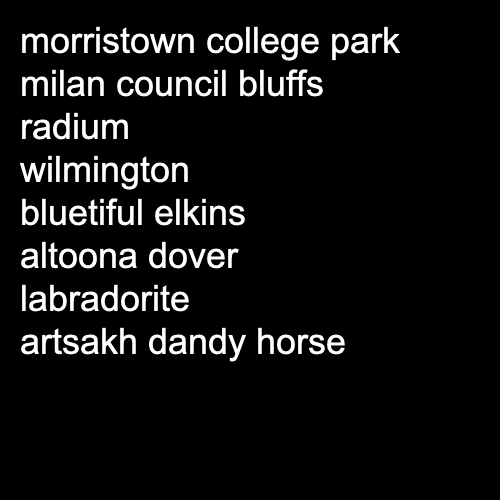 morristown college park
milan council bluffs
radium
wilmington
bluetiful elkins
altoona dover
labradorite
artsakh dandy horse